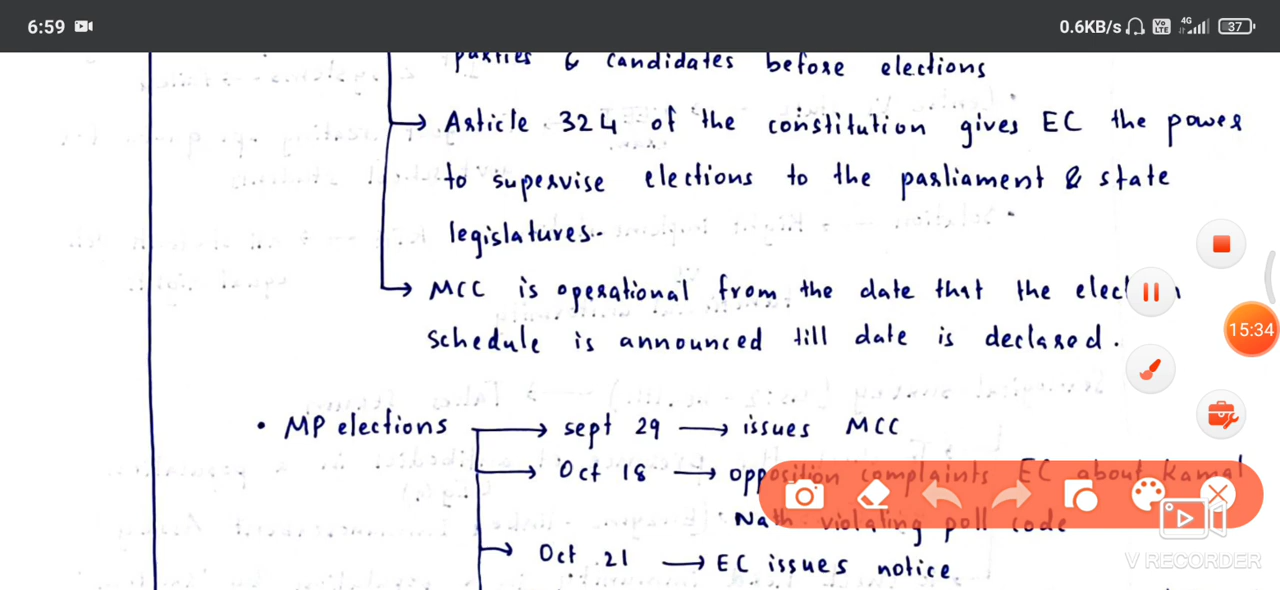 6:59
0.6KB/s Vo LTE 4G 37
parties & candidates before elections
→ Article 324 of the constitution gives EC the power
to supervise elections to the parliament & state
legislatures.
→ MCC is operational from the date that the
schedule is announced till date is declared.
15:34
• MP elections → sept 29 → issues MCC
→ Oct 18 → opposition complaints EC about Kamal
Nath violating poll code
→ Oct 21 → EC issues notice
V RECORDER